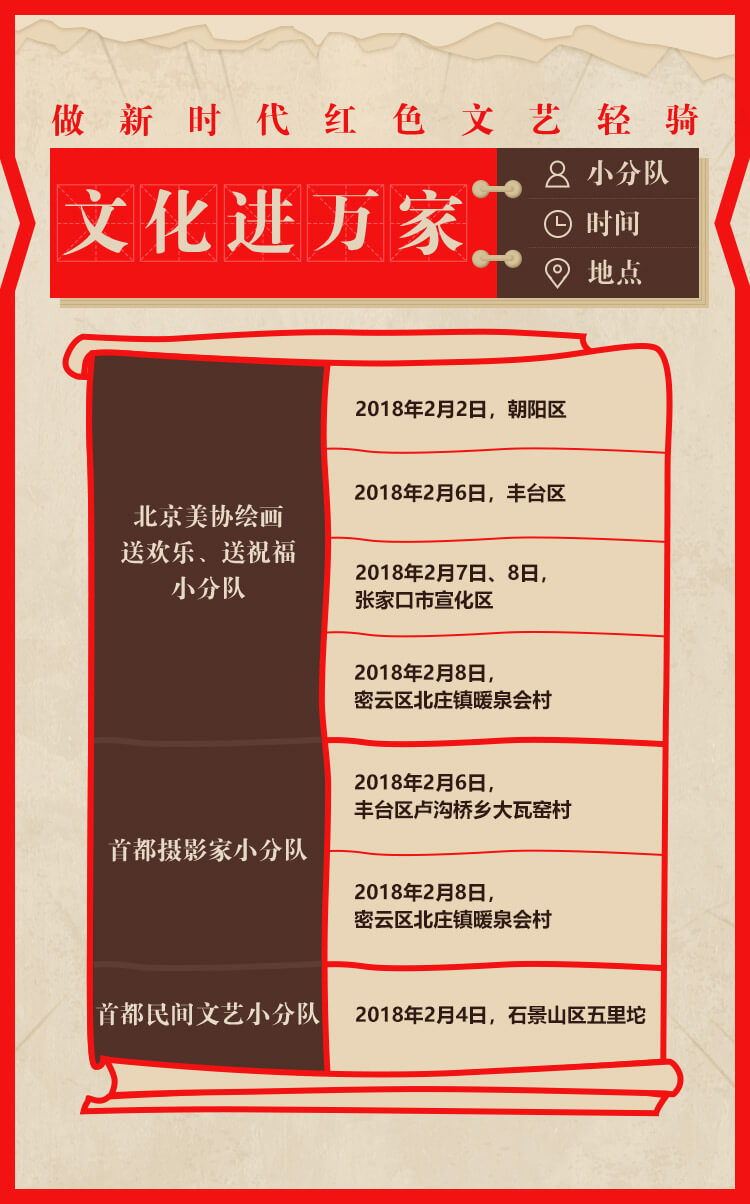 做新时代红色文艺轻骑
文化进万家
小分队
时间
地点
北京美协绘画
送欢乐、送祝福
小分队
2018年2月2日，朝阳区
2018年2月6日，丰台区
2018年2月7日、8日，
张家口市宣化区
2018年2月8日，
密云区北庄镇暖泉会村
首都摄影家小分队
2018年2月6日，
丰台区卢沟桥乡大瓦窑村
2018年2月8日，
密云区北庄镇暖泉会村
首都民间文艺小分队
2018年2月4日，石景山区五里坨